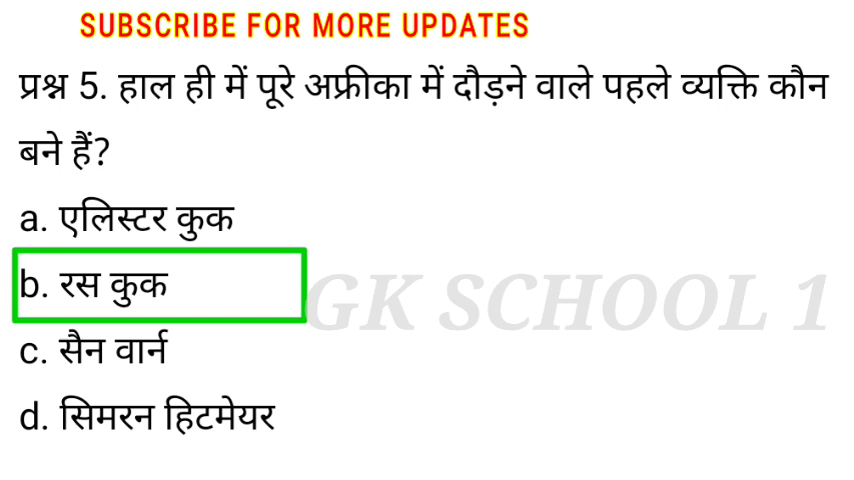 SUBSCRIBE FOR MORE UPDATES
प्रश्न 5. हाल ही में पूरे अफ्रीका में दौड़ने वाले पहले व्यक्ति कौन
बने हैं?
a. एलिस्टर कुक
b. रस कुक
GK SCHOOL 1
c. सैन वार्न
d. सिमरन हिटमेयर